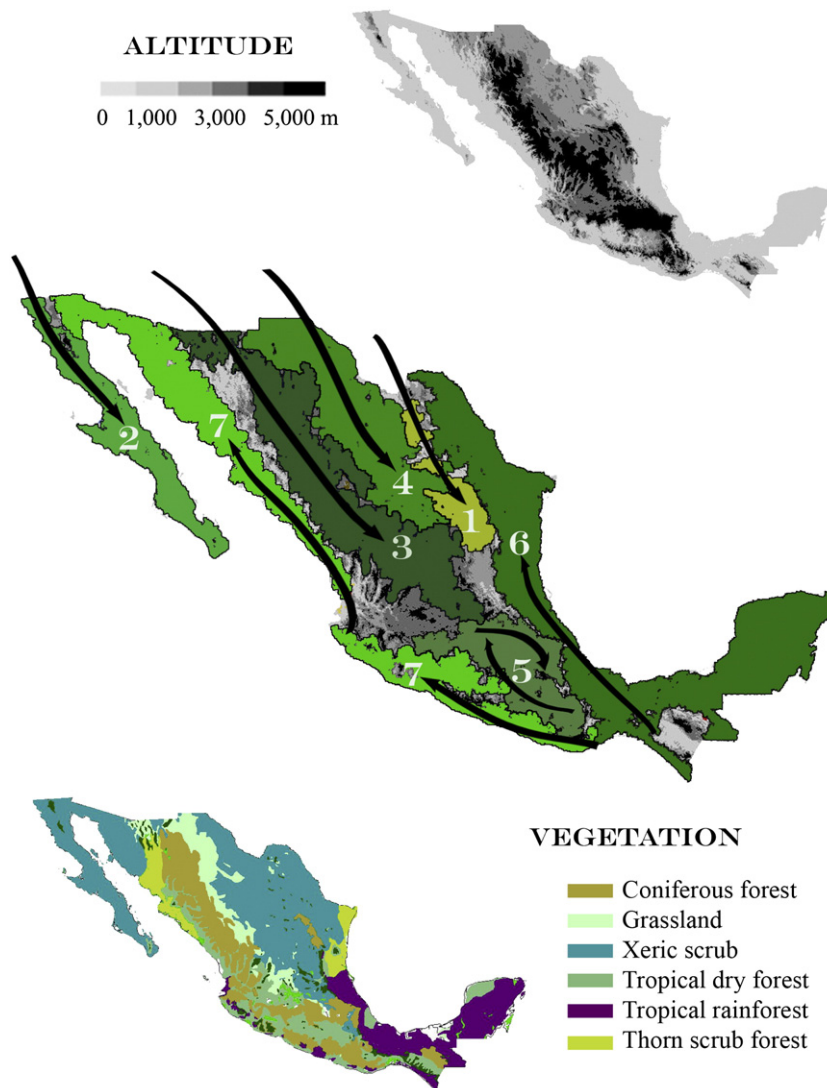 ALTITUDE
0 1,000 3,000 5,000 m
7
2
4
1
3
6
5
7
VEGETATION
Coniferous forest
Grassland
Xeric scrub
Tropical dry forest
Tropical rainforest
Thorn scrub forest